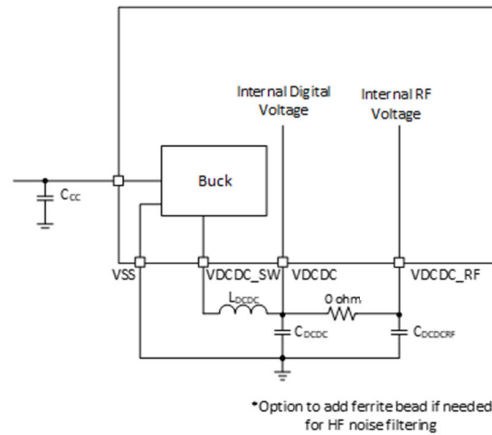 Internal Digital
Voltage
Internal RF
Voltage
Buck
CCC
VSS
VDCDC_SW
VDCDC
VDCDC_RF
LDCDC
0 ohm
CDCDC
CDCDCRF
*Option to add ferrite bead if needed
for HF noise filtering